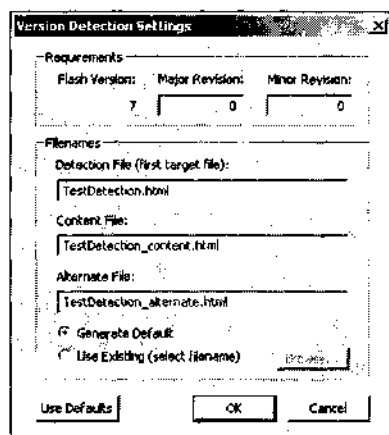 Version Detection Settings
Requirements
Flash Version: Major Revision: Minor Revision:
7 0 0
Filenames
Detection File (first target file):
TestDetection.html
Content File:
TestDetection_content.html
Alternate File:
TestDetection_alternate.html
Generate Default
Use Existing (select filename)
Use Defaults OK Cancel